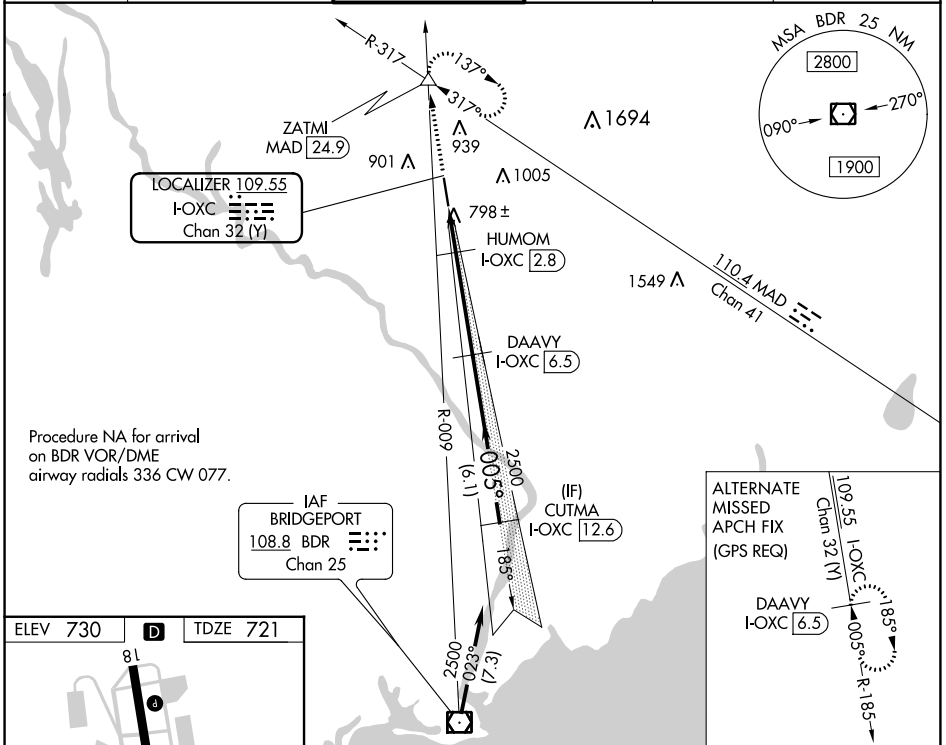 MSA BDR 25 NM
2800
090°
270°
1900
R-317
137°
317°
ZATMI
MAD 24.9
939
901
1694
1005
LOCALIZER 109.55
I-OXC
Chan 32 (Y)
798 ±
HUMOM
I-OXC 2.8
1549
110.4 MAD
Chan 41
DAAVY
I-OXC 6.5
R-009
2500
005°
(6.1)
Procedure NA for arrival
on BDR VOR/DME
airway radials 336 CW 077.
(IF)
CUTMA
I-OXC 12.6
185°
IAF
BRIDGEPORT
108.8 BDR
Chan 25
2500
023°
(7.3)
ALTERNATE
MISSED
APCH FIX
(GPS REQ)
109.55 I-OXC
Chan 32 (Y)
DAAVY
I-OXC 6.5
185°
005°
R-185
ELEV 730
D
TDZE 721
18
P